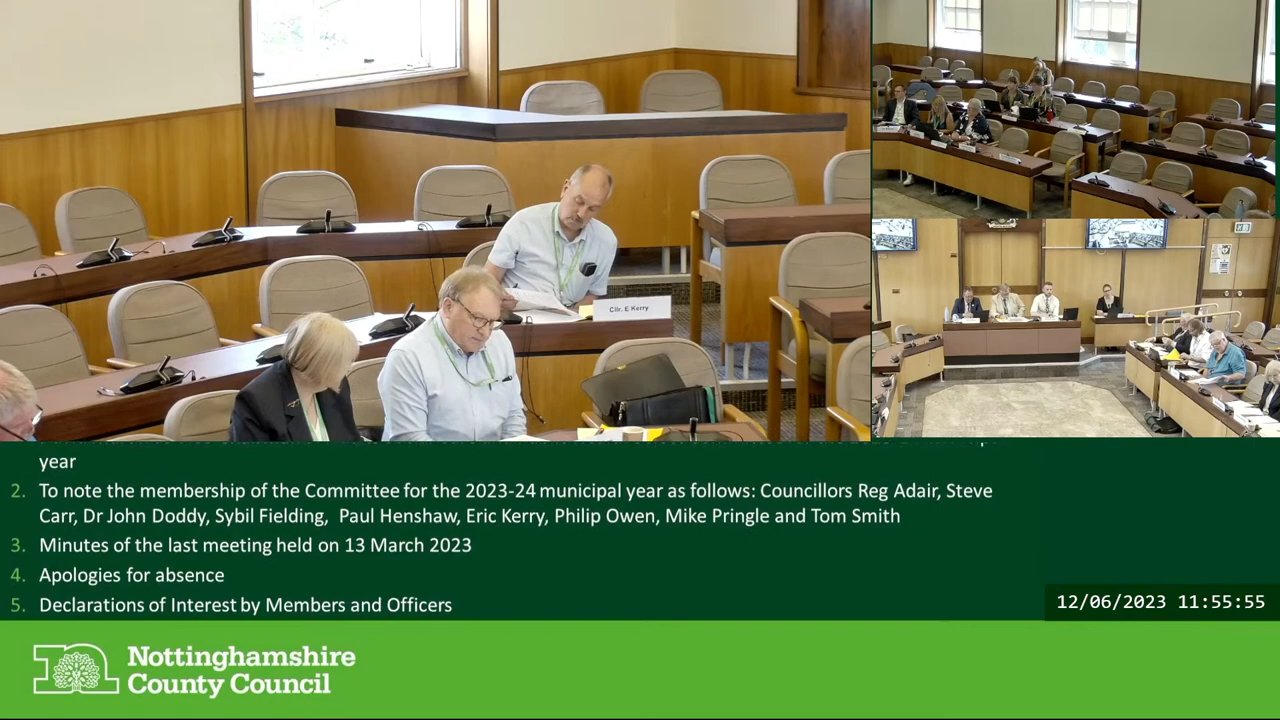 Cllr. E Kerry
year
2. To note the membership of the Committee for the 2023-24 municipal year as follows: Councillors Reg Adair, Steve
Carr, Dr John Doddy, Sybil Fielding, Paul Henshaw, Eric Kerry, Philip Owen, Mike Pringle and Tom Smith
3. Minutes of the last meeting held on 13 March 2023
4. Apologies for absence
5. Declarations of Interest by Members and Officers
12/06/2023 11:55:55
Nottinghamshire
County Council